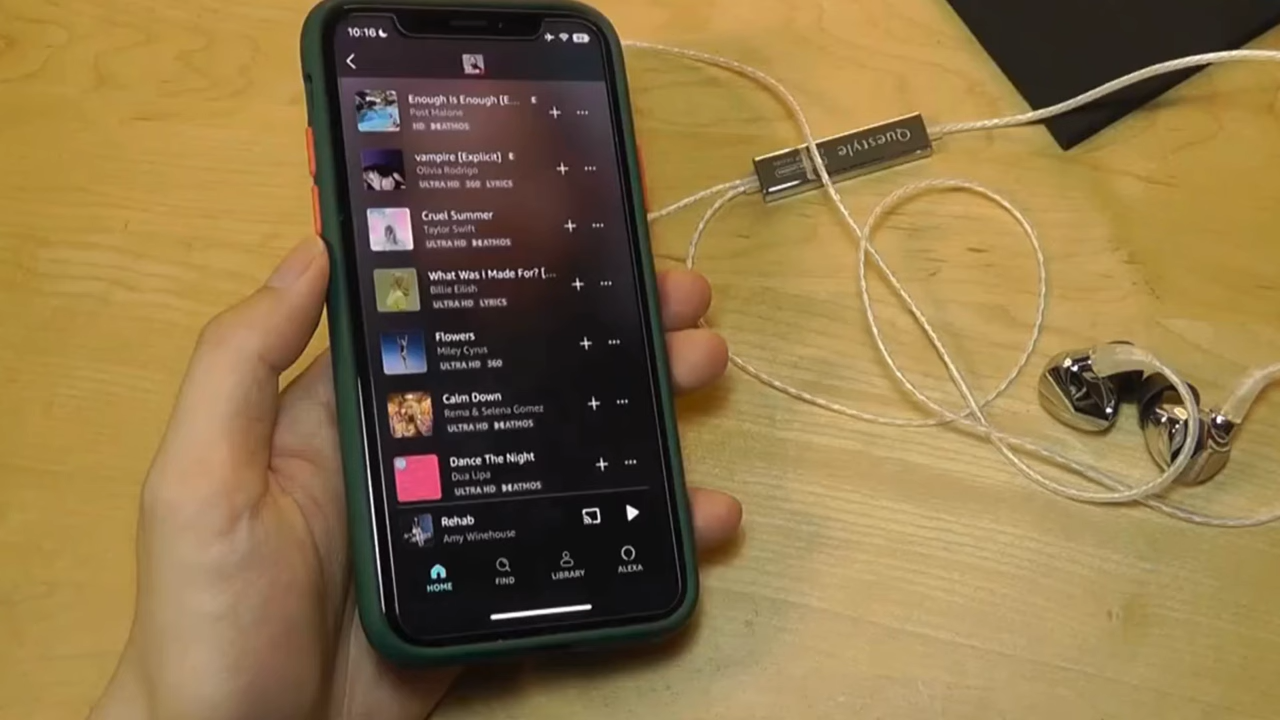 10:16
Enough Is Enough [E... E
Post Malone
HD ATMOS
vampire [Explicit] E
Olivia Rodrigo
ULTRA HD 360 LYRICS
Cruel Summer
Taylor Swift
ULTRA HD ATMOS
What Was I Made For? [...
Billie Eilish
ULTRA HD LYRICS
Flowers
Miley Cyrus
ULTRA HD 360
Calm Down
Rema & Selena Gomez
ULTRA HD ATMOS
Dance The Night
Dua Lipa
ULTRA HD ATMOS
Rehab
Amy Winehouse
HOME FIND LIBRARY ALEXA
Questyle